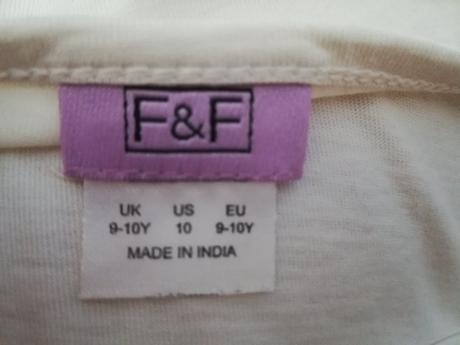 F&F
UK US EU
9-10Y 10 9-10Y
MADE IN INDIA